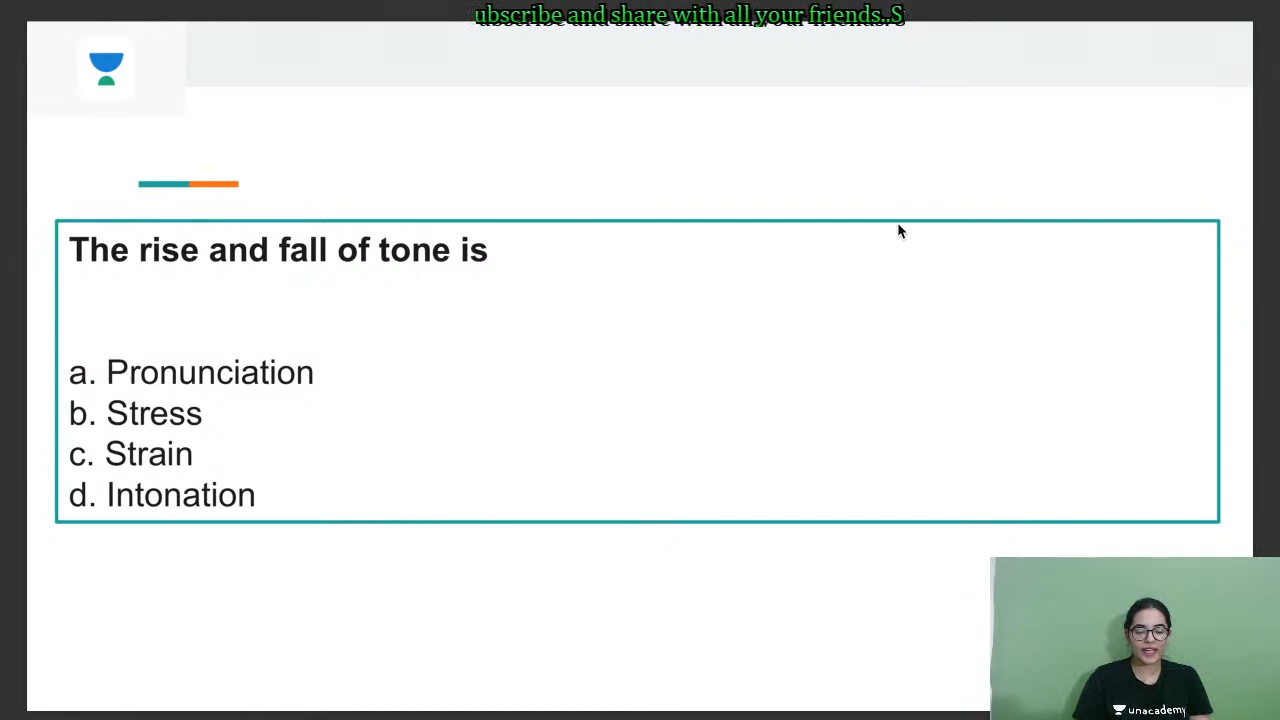 ubscribe and share with all your friends..S
The rise and fall of tone is
a. Pronunciation
b. Stress
c. Strain
d. Intonation
unacademy